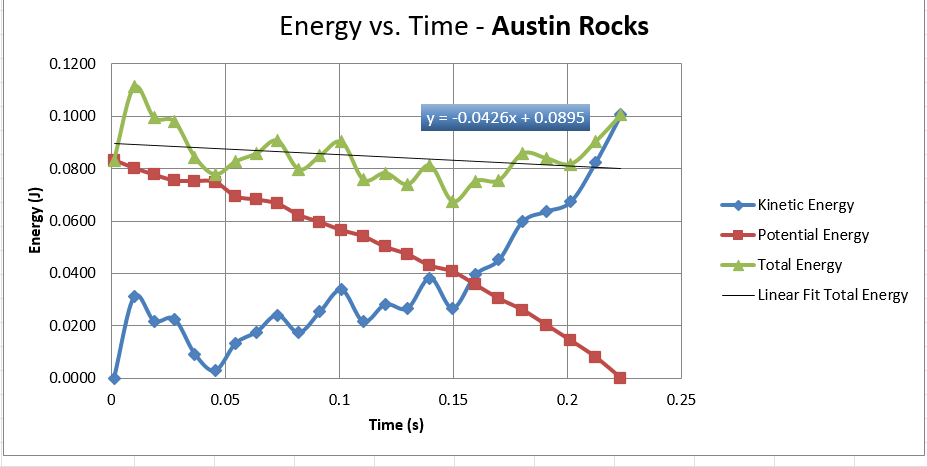 Energy vs. Time - Austin Rocks
0.1200
0.1000
0.0800
0.0600
0.0400
0.0200
0.0000
Energy (J)
y = -0.0426x + 0.0895
0 0.05 0.1 0.15 0.2 0.25
Time (s)
Kinetic Energy
Potential Energy
Total Energy
Linear Fit Total Energy